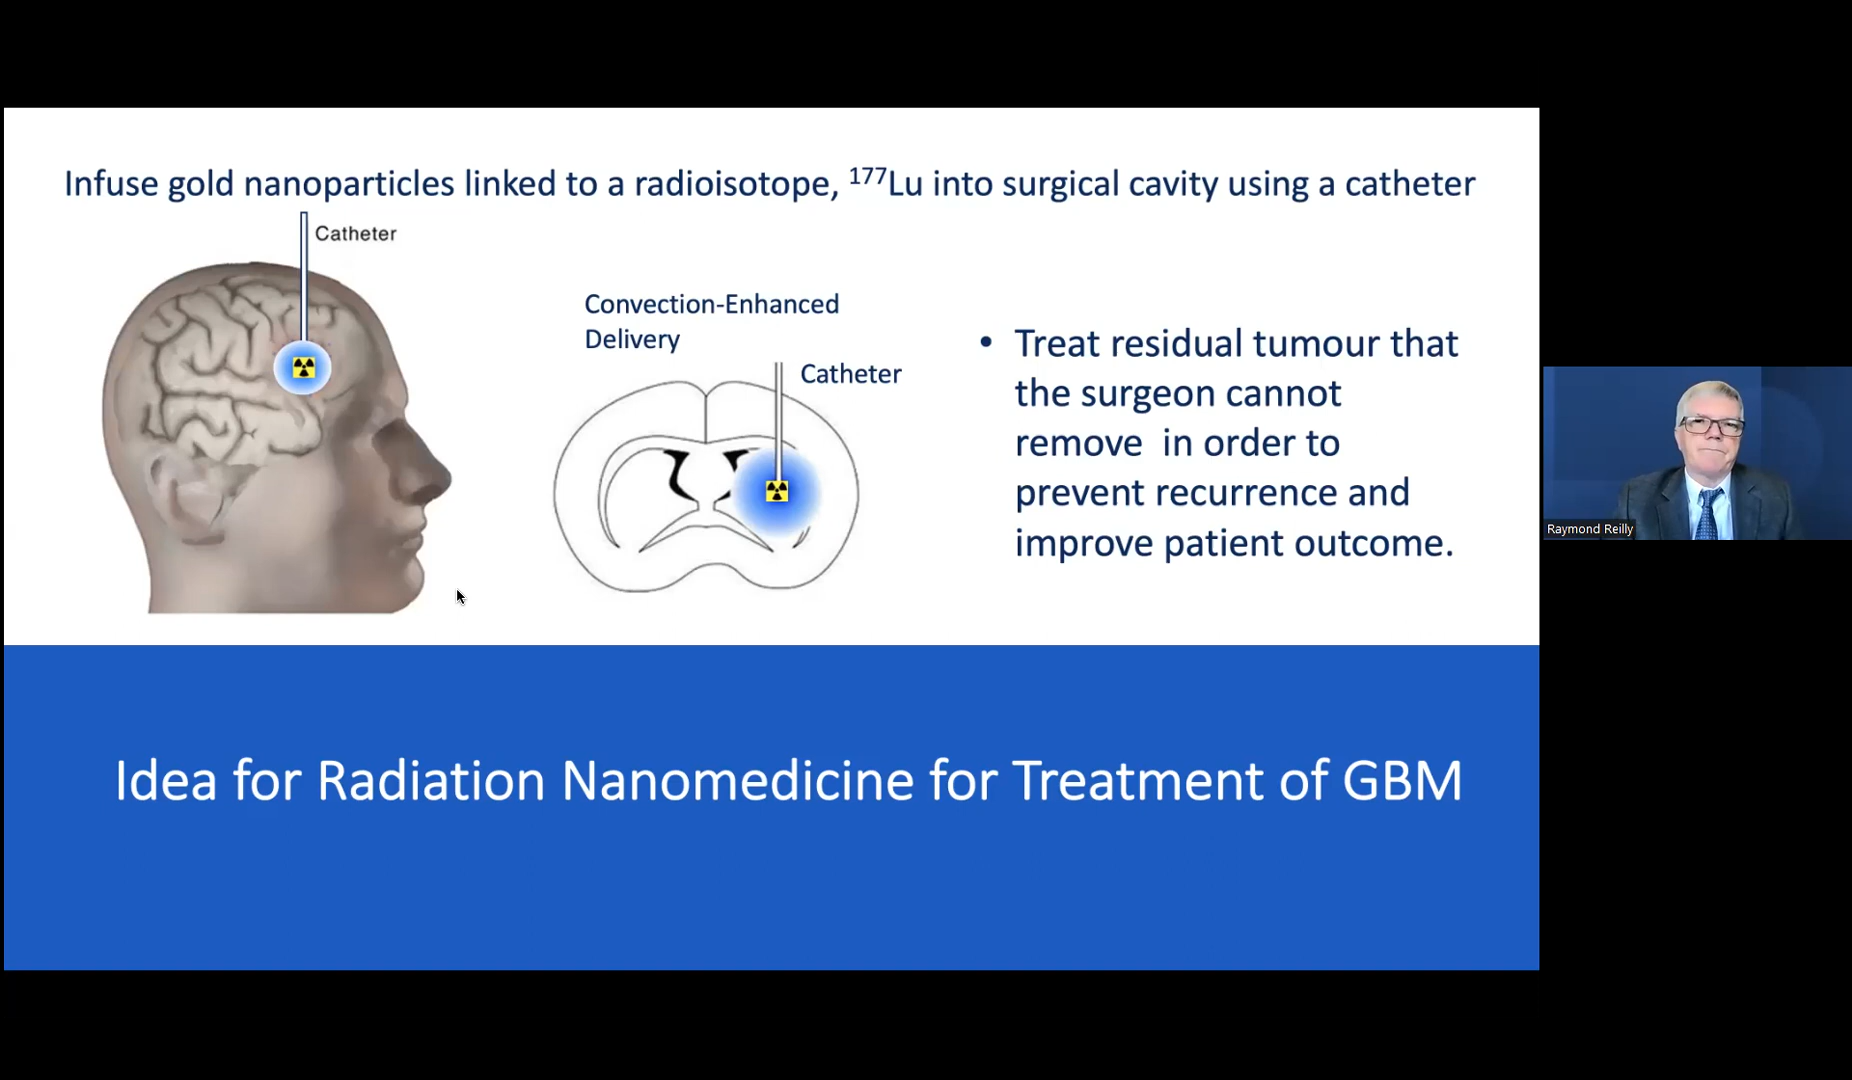 Infuse gold nanoparticles linked to a radioisotope, ¹⁷⁷Lu into surgical cavity using a catheter
Catheter
Convection-Enhanced
Delivery
Catheter
• Treat residual tumour that
the surgeon cannot
remove  in order to
prevent recurrence and
improve patient outcome.
Raymond Reilly
Idea for Radiation Nanomedicine for Treatment of GBM